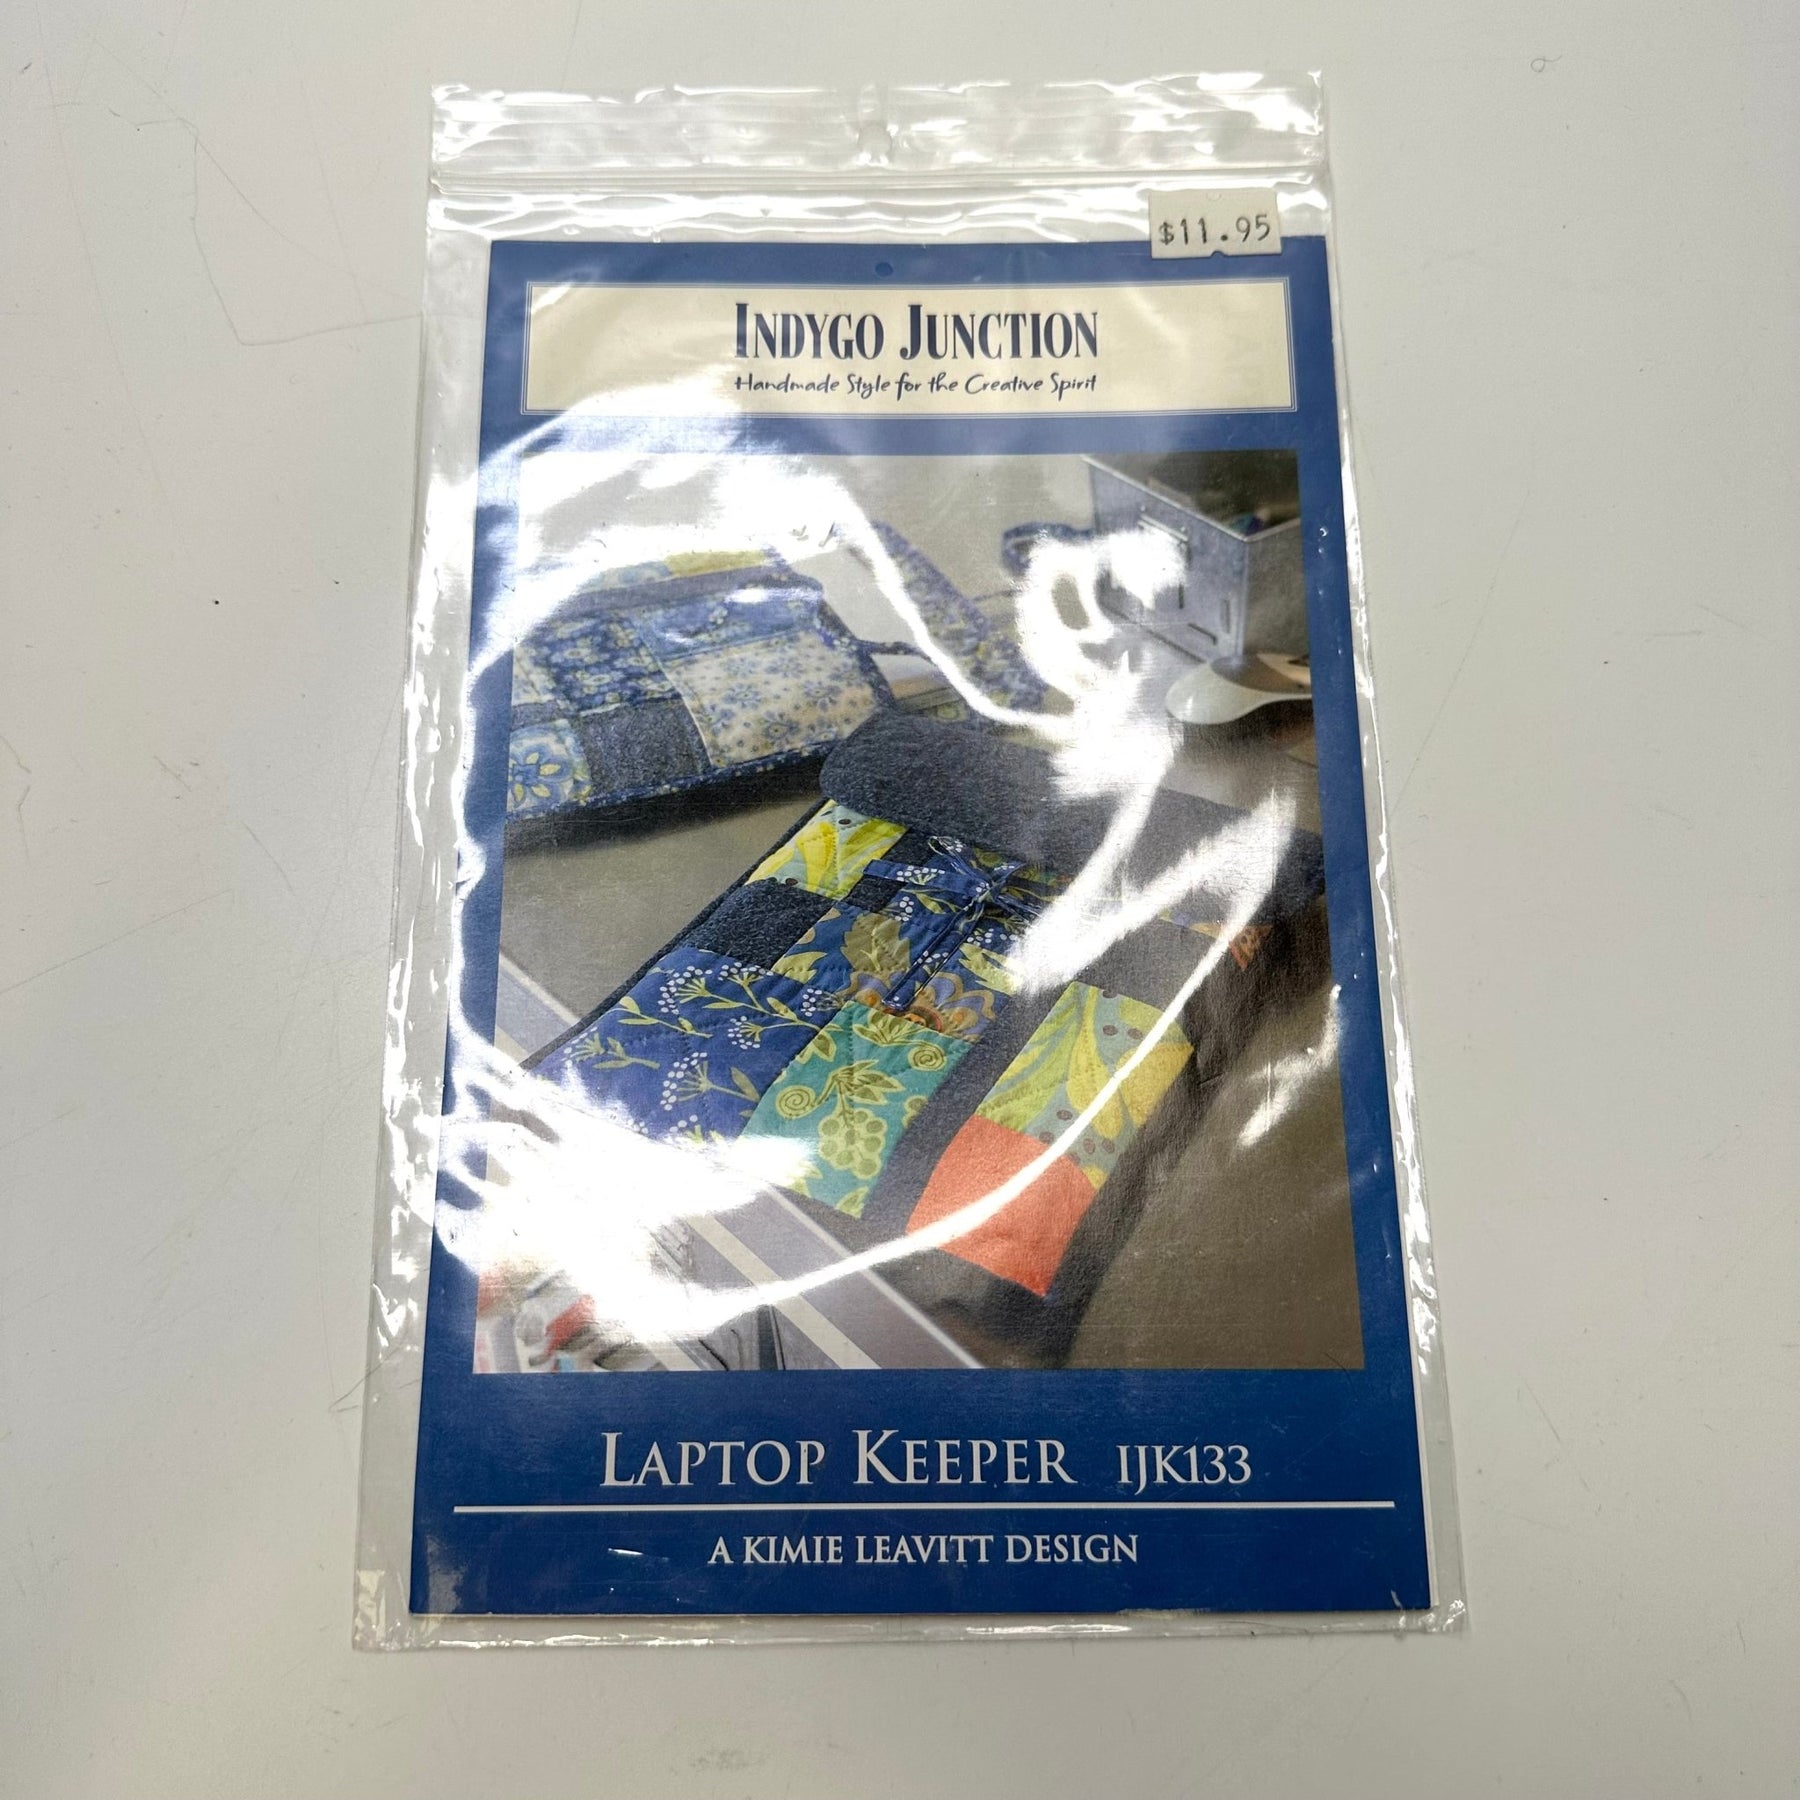 $11.95
INDYGO JUNCTION
Handmade Style for the Creative Spirit
LAPTOP KEEPER IJK133
A KIMIE LEAVITT DESIGN